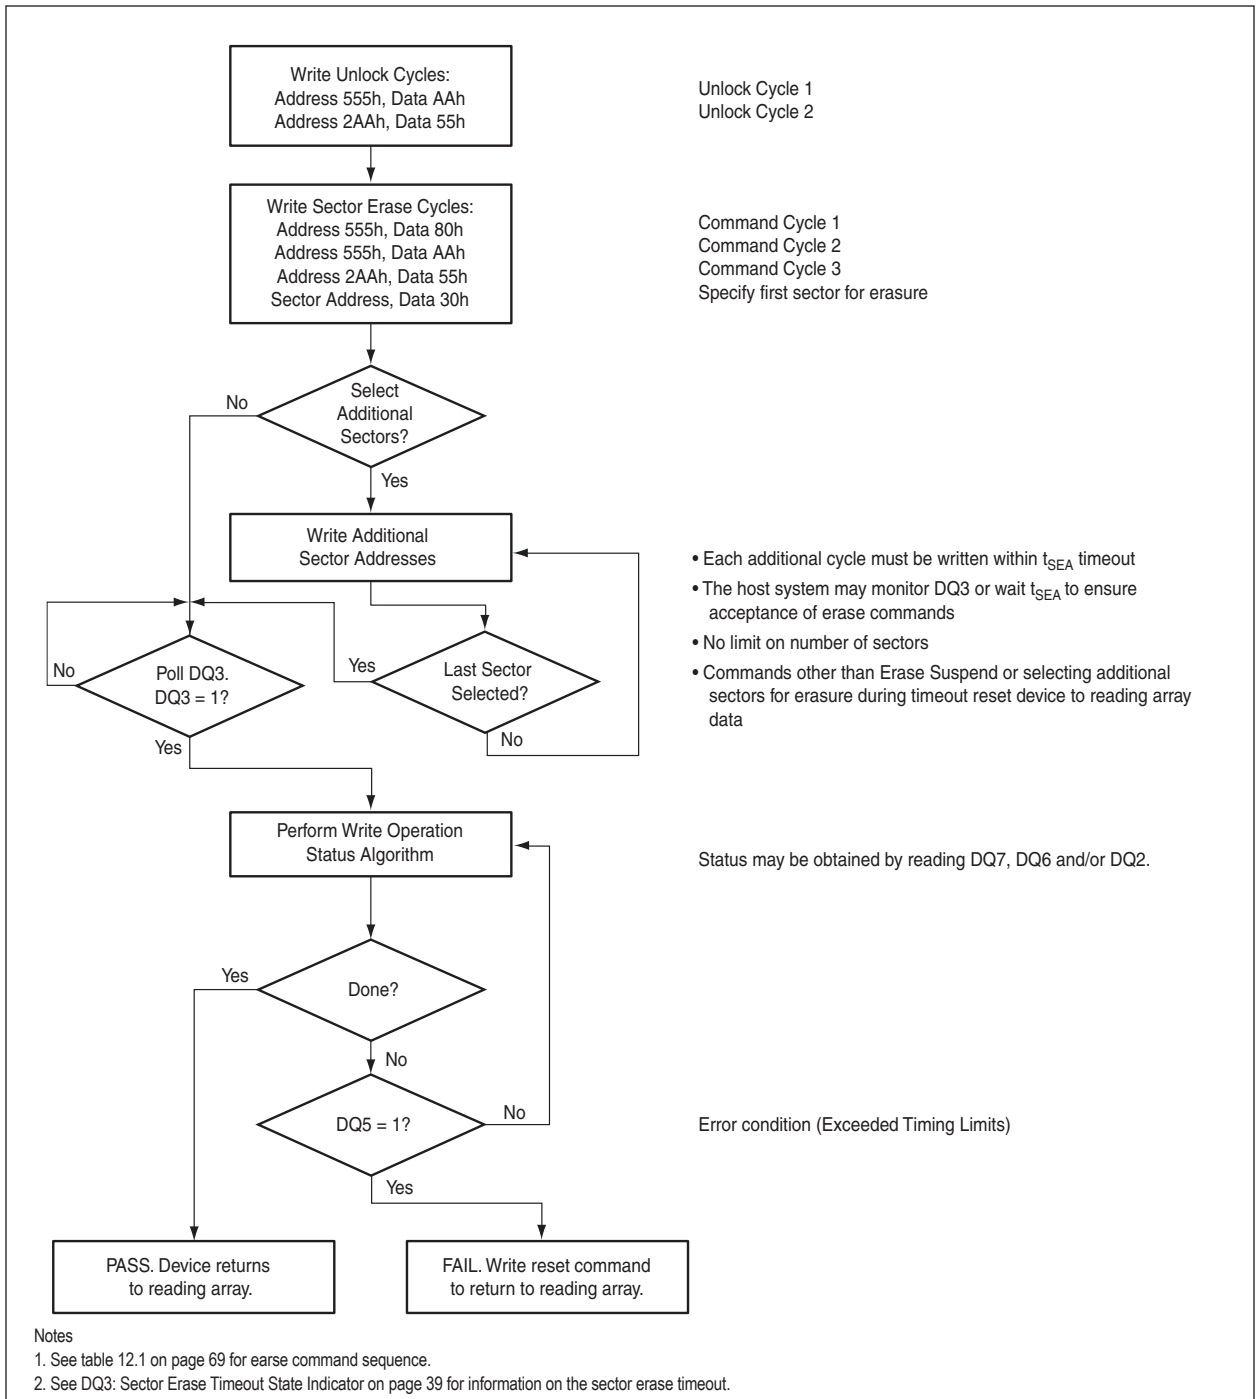 Write Unlock Cycles:
Address 555h, Data AAh
Address 2AAh, Data 55h
Unlock Cycle 1
Unlock Cycle 2
Write Sector Erase Cycles:
Address 555h, Data 80h
Address 555h, Data AAh
Address 2AAh, Data 55h
Sector Address, Data 30h
Command Cycle 1
Command Cycle 2
Command Cycle 3
Specify first sector for erasure
No
Select
Additional
Sectors?
Yes
Write Additional
Sector Addresses
• Each additional cycle must be written within tSEA timeout
• The host system may monitor DQ3 or wait tSEA to ensure
acceptance of erase commands
• No limit on number of sectors
• Commands other than Erase Suspend or selecting additional
sectors for erasure during timeout reset device to reading array
data
No
Poll DQ3.
DQ3 = 1?
Yes
Yes
Last Sector
Selected?
No
Perform Write Operation
Status Algorithm
Status may be obtained by reading DQ7, DQ6 and/or DQ2.
Yes
Done?
No
DQ5 = 1?
No
Error condition (Exceeded Timing Limits)
Yes
PASS. Device returns
to reading array.
FAIL. Write reset command
to return to reading array.
Notes
1. See table 12.1 on page 69 for earse command sequence.
2. See DQ3: Sector Erase Timeout State Indicator on page 39 for information on the sector erase timeout.